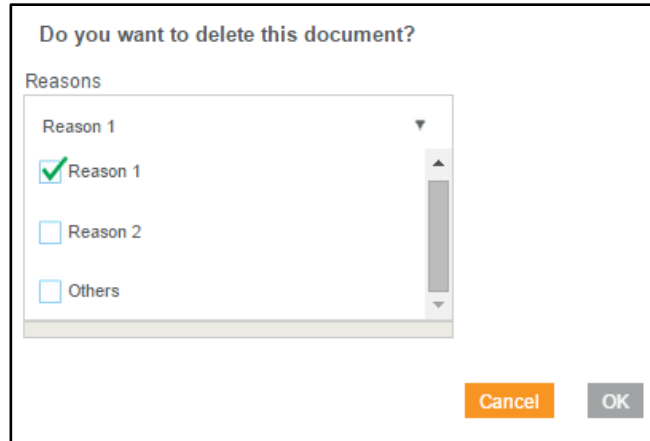 Do you want to delete this document?
Reasons
Reason 1
Reason 1
Reason 2
Others
Cancel OK